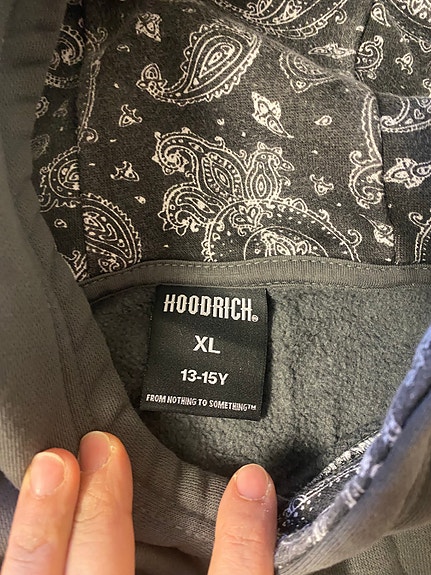 HOODRICH®
XL
13-15Y
FROM NOTHING TO SOMETHING™